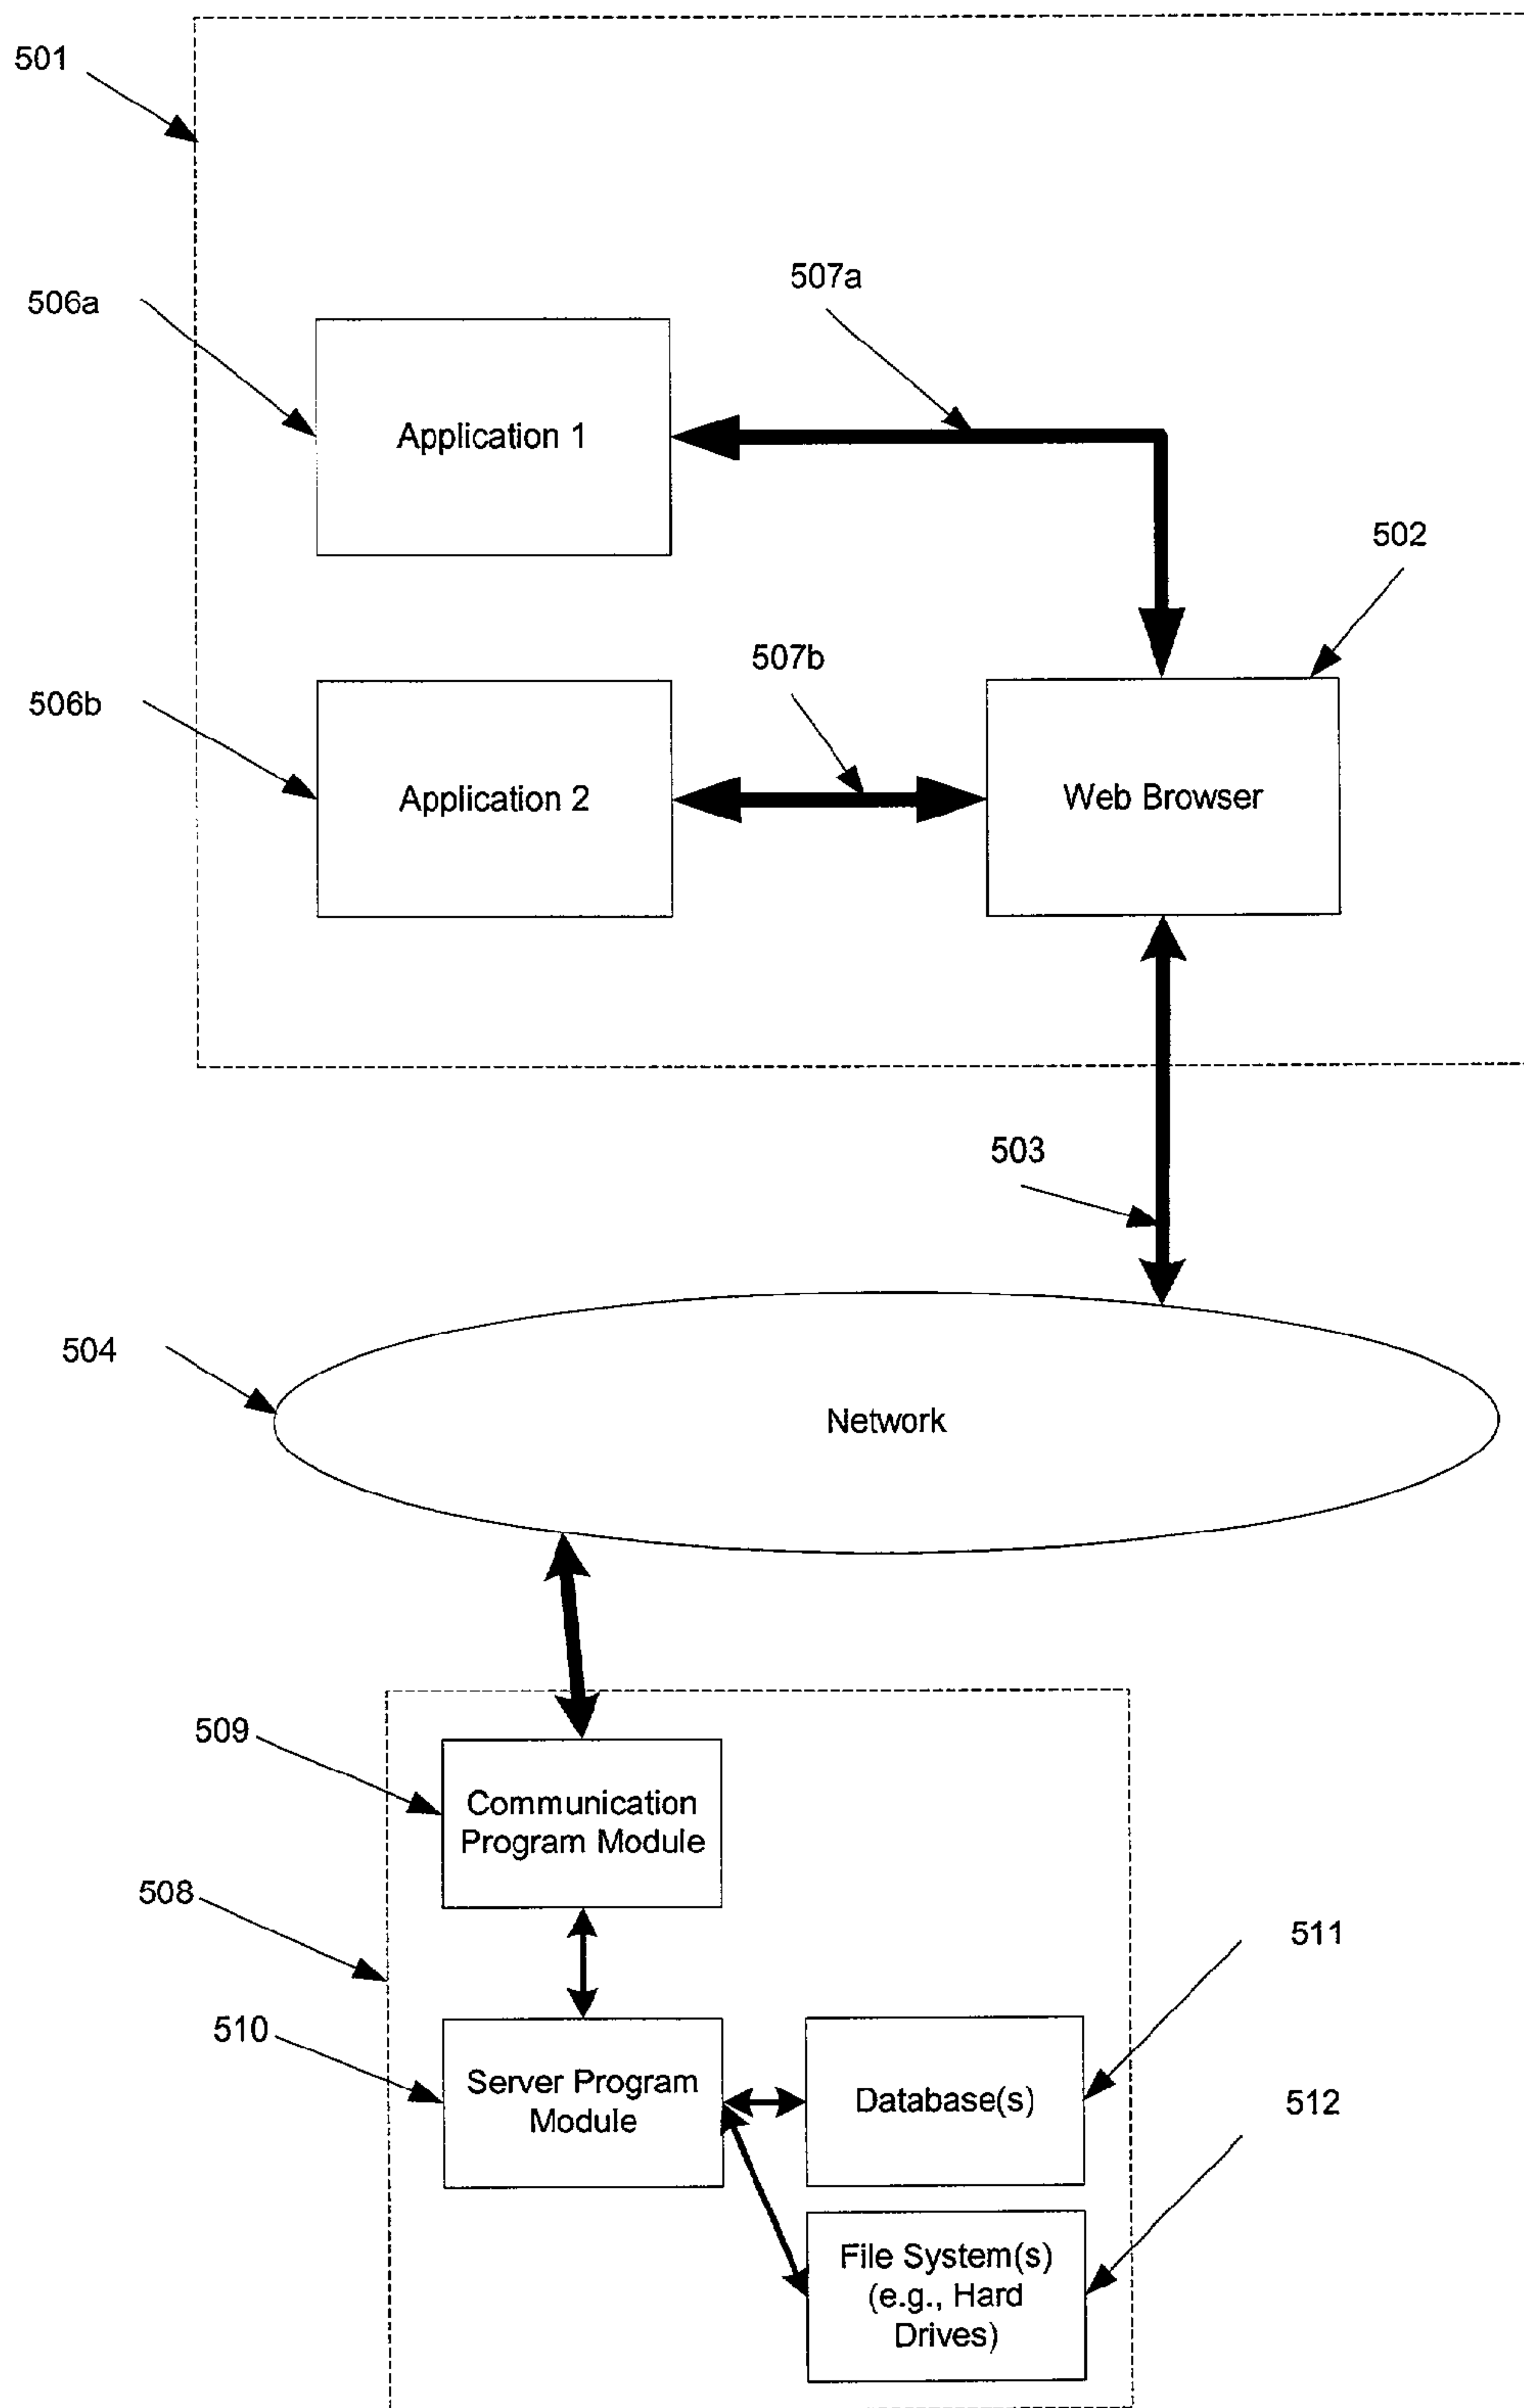 501
507a
506a
Application 1
502
507b
506b
Application 2
Web Browser
503
504
Network
509
Communication
Program Module
508
511
510
Server Program
Module
Database(s)
512
File System(s)
(e.g., Hard
Drives)